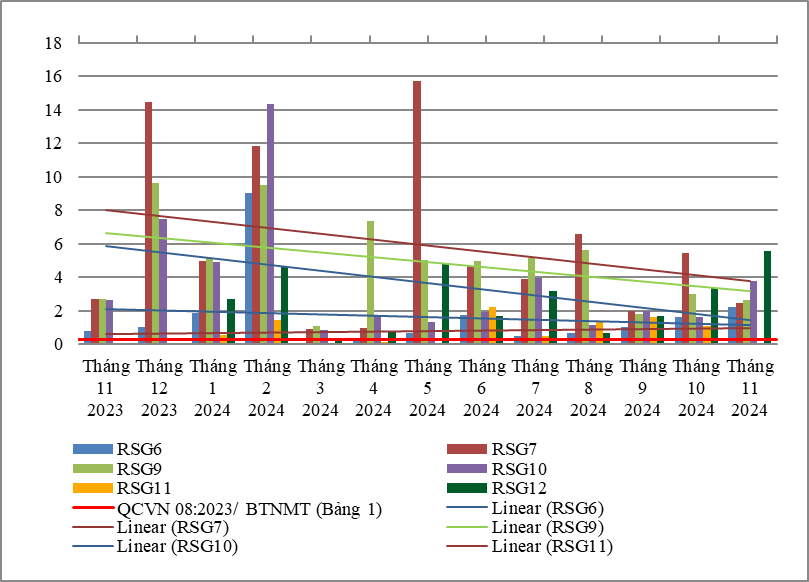 18
16
14
12
10
8
6
4
2
0
Tháng Tháng Tháng Tháng Tháng Tháng Tháng Tháng Tháng Tháng Tháng Tháng Tháng
11 12 1 2 3 4 5 6 7 8 9 10 11
2023 2023 2024 2024 2024 2024 2024 2024 2024 2024 2024 2024 2024
RSG6 RSG7
RSG9 RSG10
RSG11 RSG12
QCVN 08:2023/ BTNMT (Bảng 1) Linear (RSG6)
Linear (RSG7) Linear (RSG9)
Linear (RSG10) Linear (RSG11)